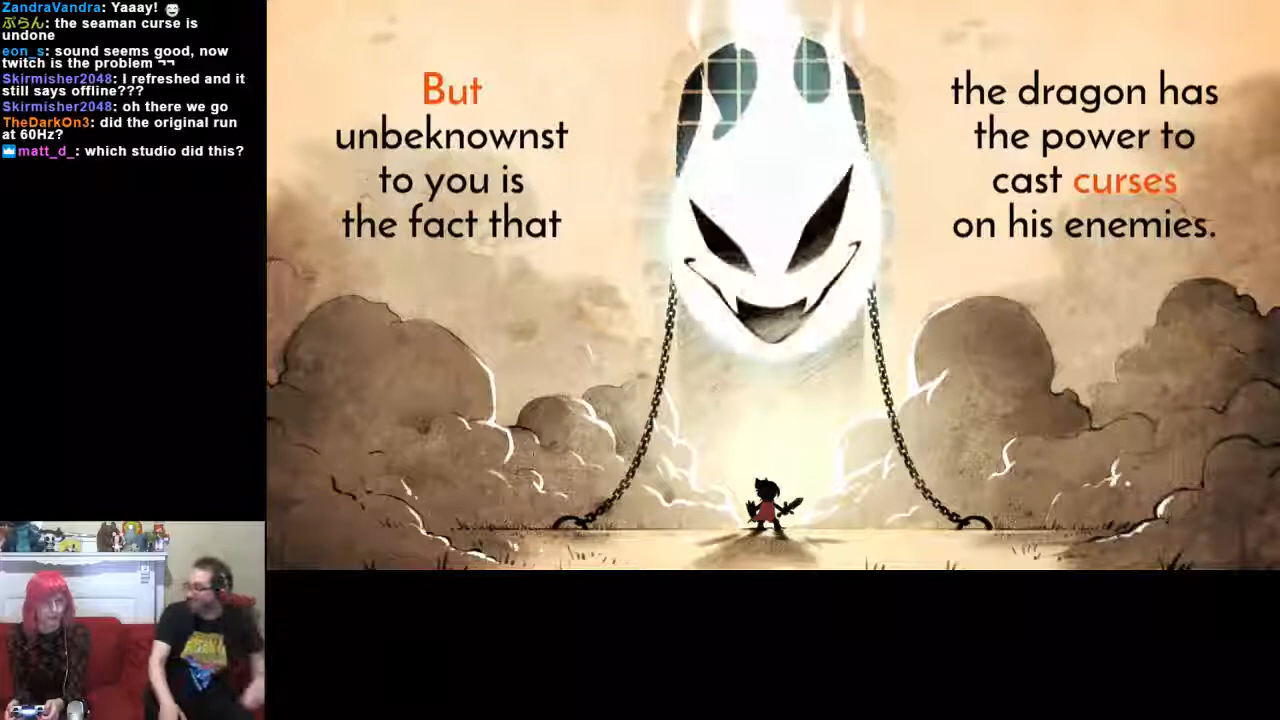 ZandraVandra: Yaaay!
ぷらん: the seaman curse is
undone
eon_s: sound seems good, now
twitch is the problem ¬¬
Skirmisher2048: I refreshed and it
still says offline???
Skirmisher2048: oh there we go
TheDarkOn3: did the original run
at 60Hz?
matt_d_: which studio did this?
But
unbeknownst
to you is
the fact that
the dragon has
the power to
cast curses
on his enemies.